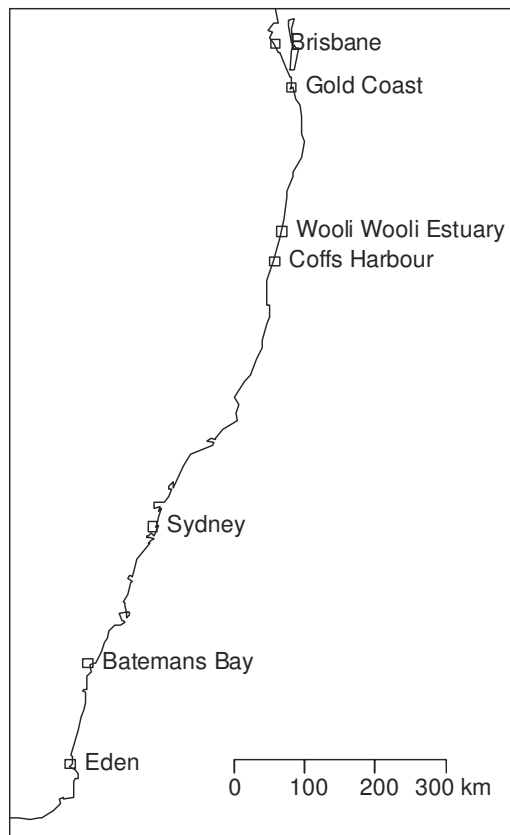 Brisbane
Gold Coast
Wooli Wooli Estuary
Coffs Harbour
Sydney
Batemans Bay
Eden
0 100 200 300 km